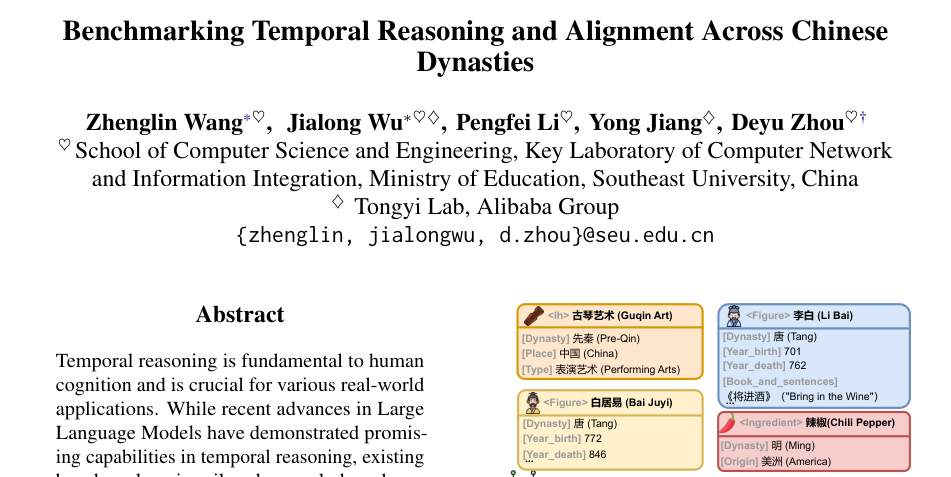 Benchmarking Temporal Reasoning and Alignment Across Chinese
Dynasties
Zhenglin Wang*♡, Jialong Wu*♡♢, Pengfei Li♡, Yong Jiang♢, Deyu Zhou♡†
♡ School of Computer Science and Engineering, Key Laboratory of Computer Network
and Information Integration, Ministry of Education, Southeast University, China
♢ Tongyi Lab, Alibaba Group
{zhenglin, jialongwu, d.zhou}@seu.edu.cn
Abstract
Temporal reasoning is fundamental to human
cognition and is crucial for various real-world
applications. While recent advances in Large
Language Models have demonstrated promis-
ing capabilities in temporal reasoning, existing
<Ih> 古琴艺术 (Guqin Art)
[Dynasty] 先秦 (Pre-Qin)
[Place] 中国 (China)
[Type] 表演艺术 (Performing Arts)
<Figure> 李白 (Li Bai)
[Dynasty] 唐 (Tang)
[Year_birth] 701
[Year_death] 762
[Book_and_sentences]
《将进酒》 ("Bring in the Wine")
...
<Figure> 白居易 (Bai Juyi)
[Dynasty] 唐 (Tang)
[Year_birth] 772
[Year_death] 846
...
<Ingredient> 辣椒(Chili Pepper)
[Dynasty] 明 (Ming)
[Origin] 美洲 (America)